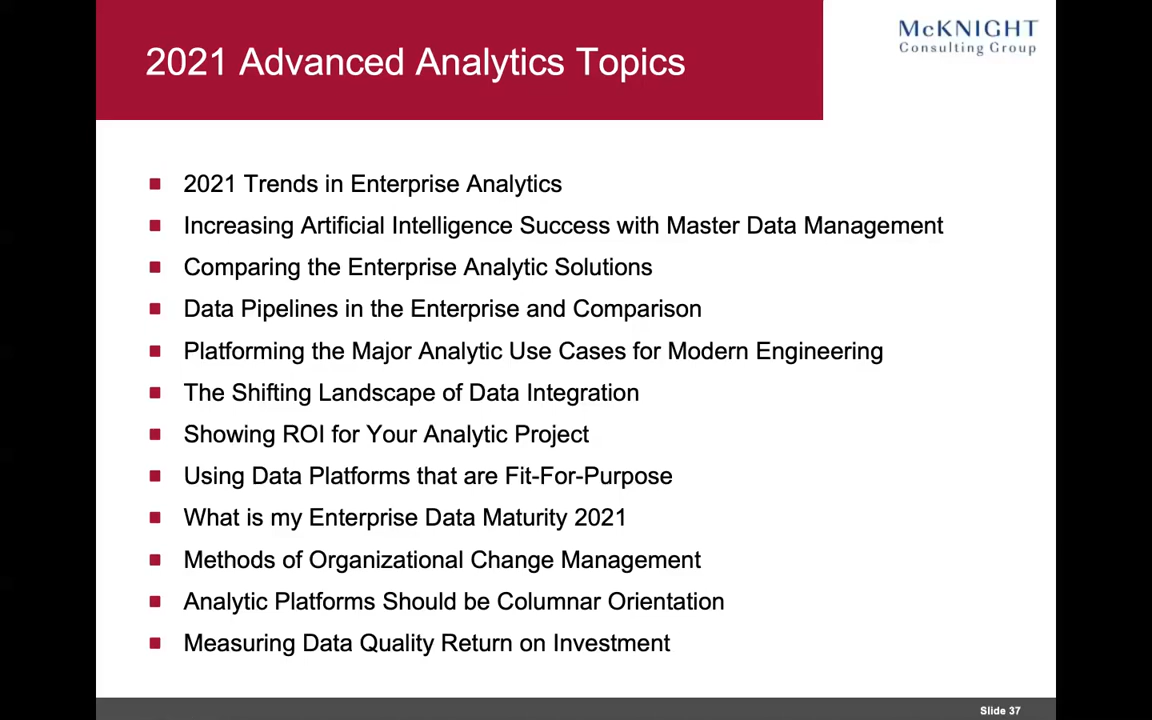 2021 Advanced Analytics Topics
McKNIGHT
Consulting Group
2021 Trends in Enterprise Analytics
Increasing Artificial Intelligence Success with Master Data Management
Comparing the Enterprise Analytic Solutions
Data Pipelines in the Enterprise and Comparison
Platforming the Major Analytic Use Cases for Modern Engineering
The Shifting Landscape of Data Integration
Showing ROI for Your Analytic Project
Using Data Platforms that are Fit-For-Purpose
What is my Enterprise Data Maturity 2021
Methods of Organizational Change Management
Analytic Platforms Should be Columnar Orientation
Measuring Data Quality Return on Investment
Slide 37